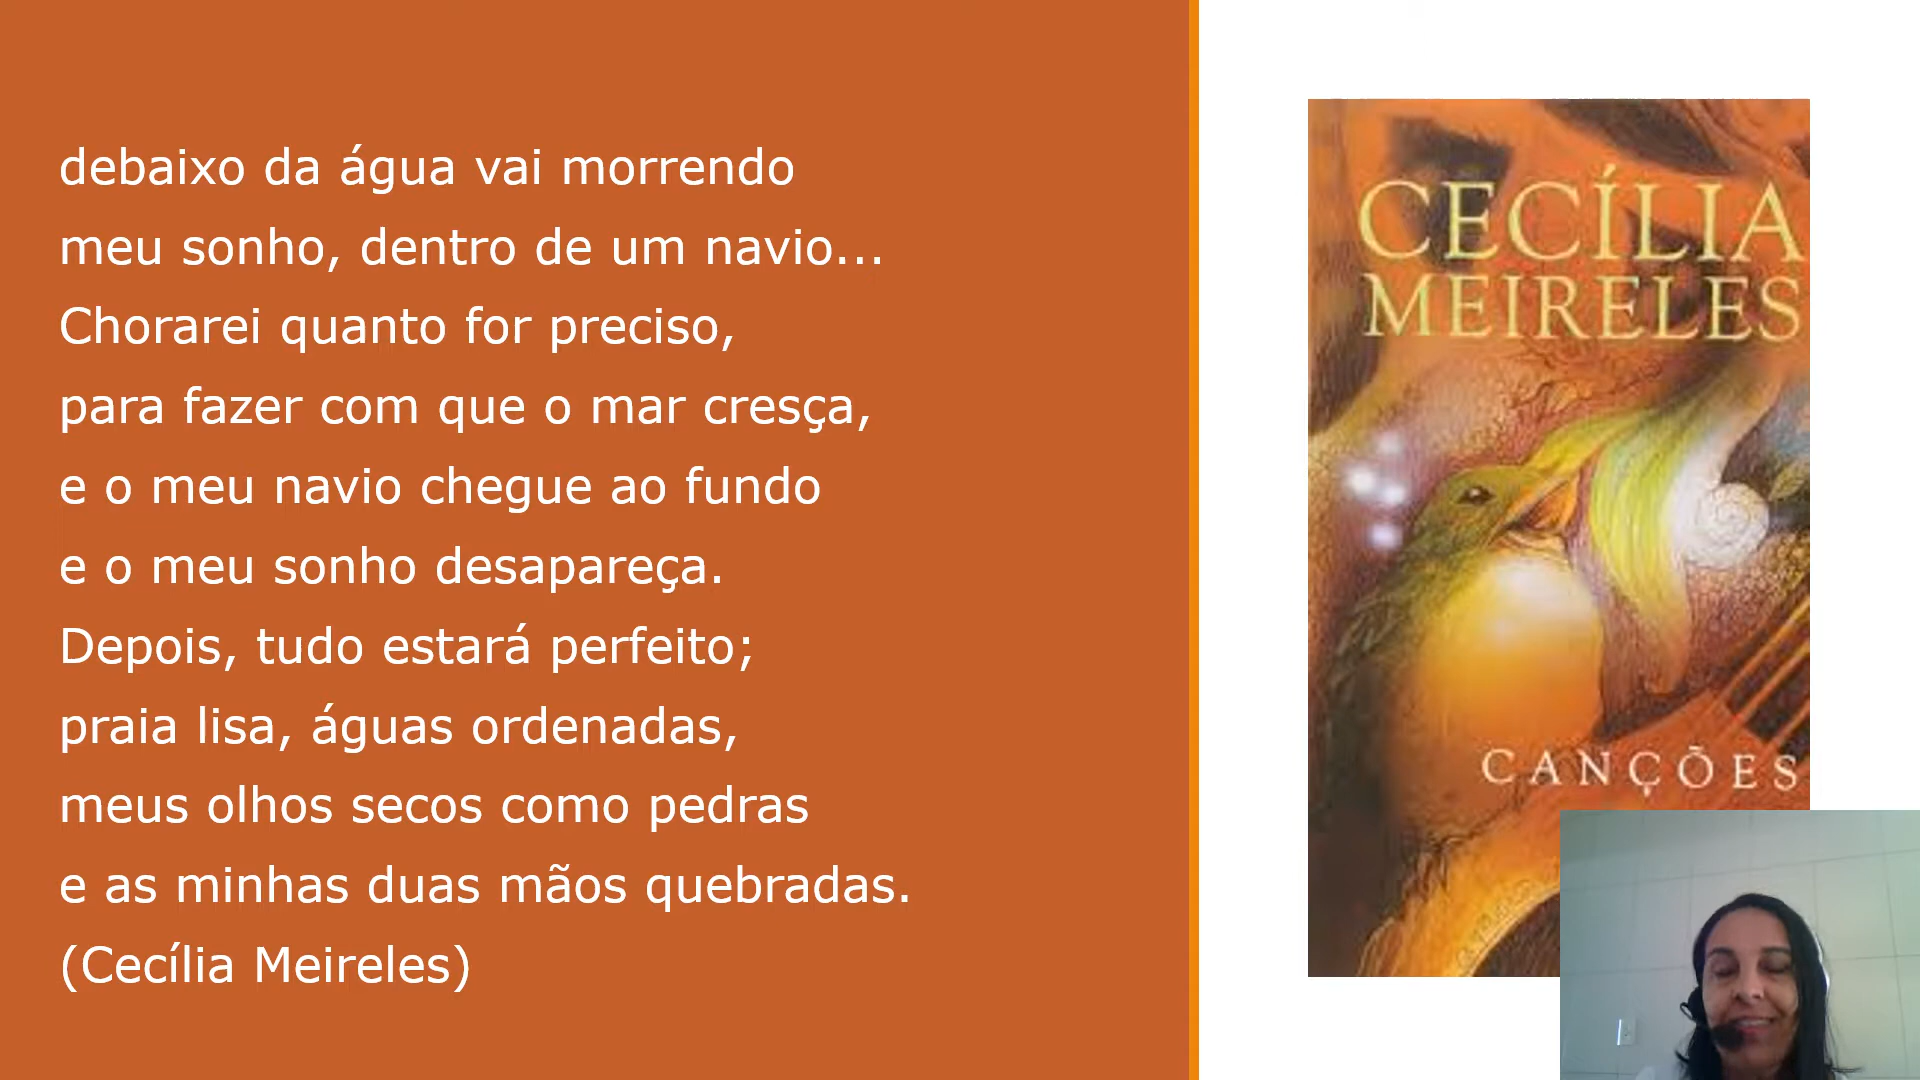 debaixo da água vai morrendo
meu sonho, dentro de um navio...
Chorarei quanto for preciso,
para fazer com que o mar cresça,
e o meu navio chegue ao fundo
e o meu sonho desapareça.
Depois, tudo estará perfeito;
praia lisa, águas ordenadas,
meus olhos secos como pedras
e as minhas duas mãos quebradas.
(Cecília Meireles)
CECÍLIA
MEIRELES
CANÇÕES